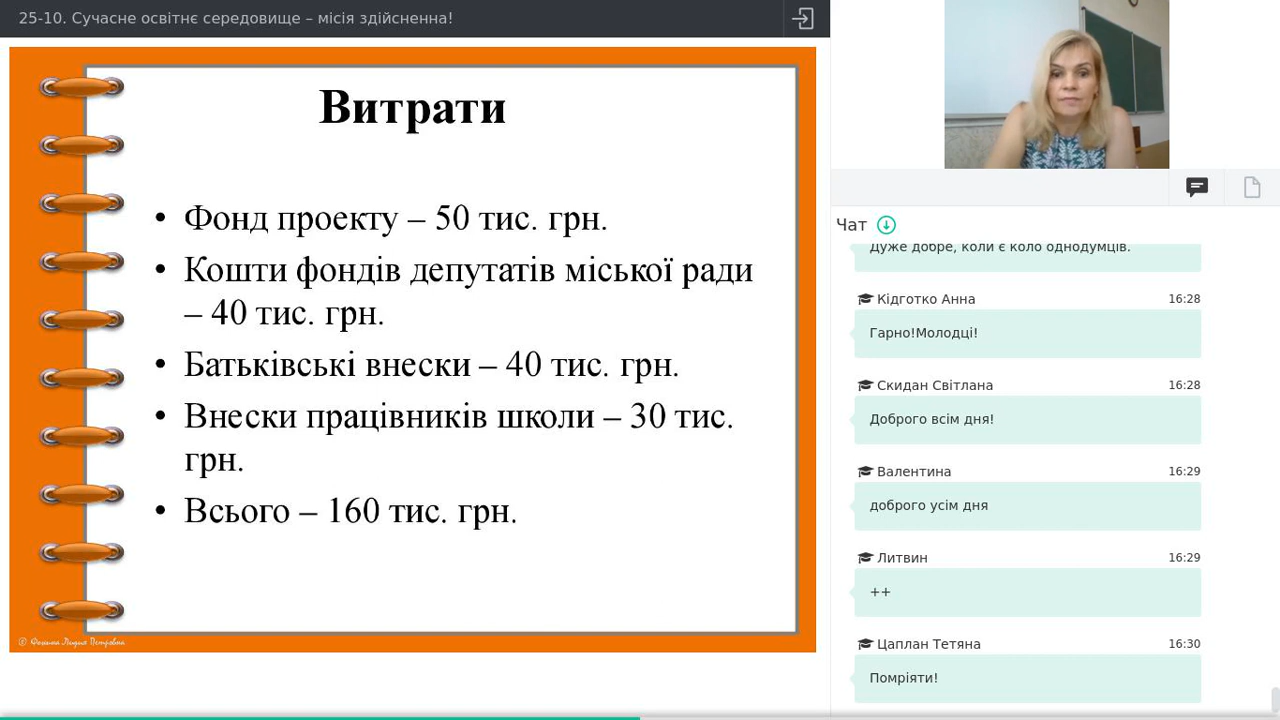 25-10. Сучасне освітнє середовище – місія здійсненна!
Витрати
• Фонд проекту – 50 тис. грн.
• Кошти фондів депутатів міської ради
– 40 тис. грн.
• Батьківські внески – 40 тис. грн.
• Внески працівників школи – 30 тис.
грн.
• Всього – 160 тис. грн.
© Фокина Лидия Петровна
Чат
Дуже добре, коли є коло однодумців.
Кідготко Анна 16:28
Гарно!Молодці!
Скидан Світлана 16:28
Доброго всім дня!
Валентина 16:29
доброго усім дня
Литвин 16:29
++
Цаплан Тетяна 16:30
Помріяти!